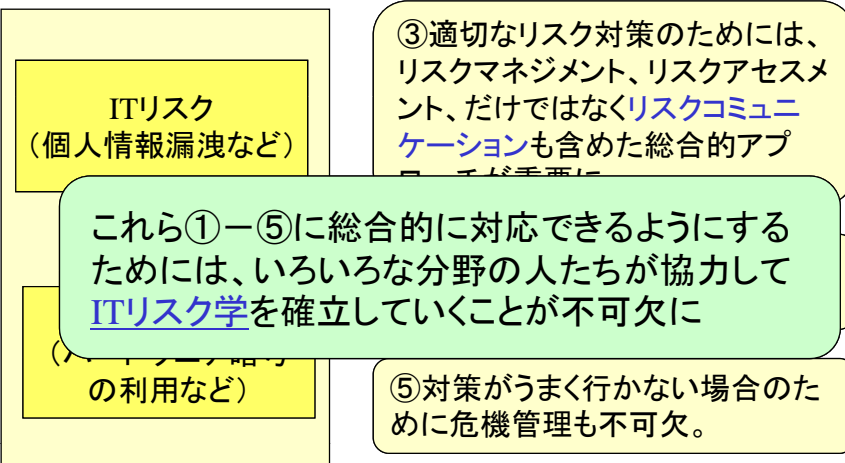 ITリスク
（個人情報漏洩など）
③適切なリスク対策のためには、
リスクマネジメント、リスクアセスメ
ント、だけではなくリスクコミュニ
ケーションも含めた総合的アプ
これら①－⑤に総合的に対応できるようにする
ためには、いろいろな分野の人たちが協力して
ITリスク学を確立していくことが不可欠に
の利用など）
⑤対策がうまく行かない場合のた
めに危機管理も不可欠。